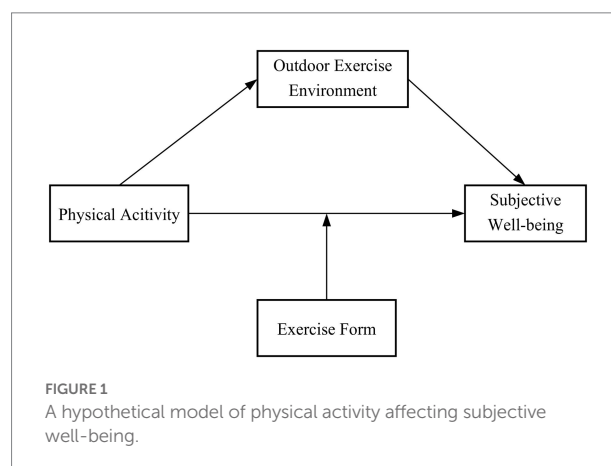 Outdoor Exercise
Environment
Physical Acitivity
Subjective
Well-being
Exercise Form
FIGURE 1
A hypothetical model of physical activity affecting subjective
well-being.